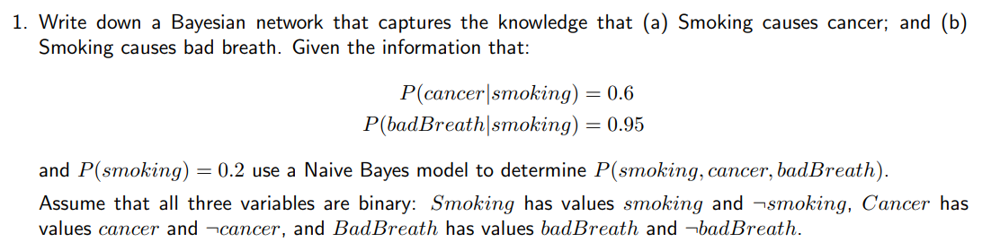 1. Write down a Bayesian network that captures the knowledge that (a) Smoking causes cancer; and (b)
Smoking causes bad breath. Given the information that:
P(cancer|smoking) = 0.6
P(badBreath|smoking) = 0.95
and P(smoking) = 0.2 use a Naive Bayes model to determine P(smoking, cancer, badBreath).
Assume that all three variables are binary: Smoking has values smoking and ¬smoking, Cancer has
values cancer and ¬cancer, and BadBreath has values badBreath and ¬badBreath.